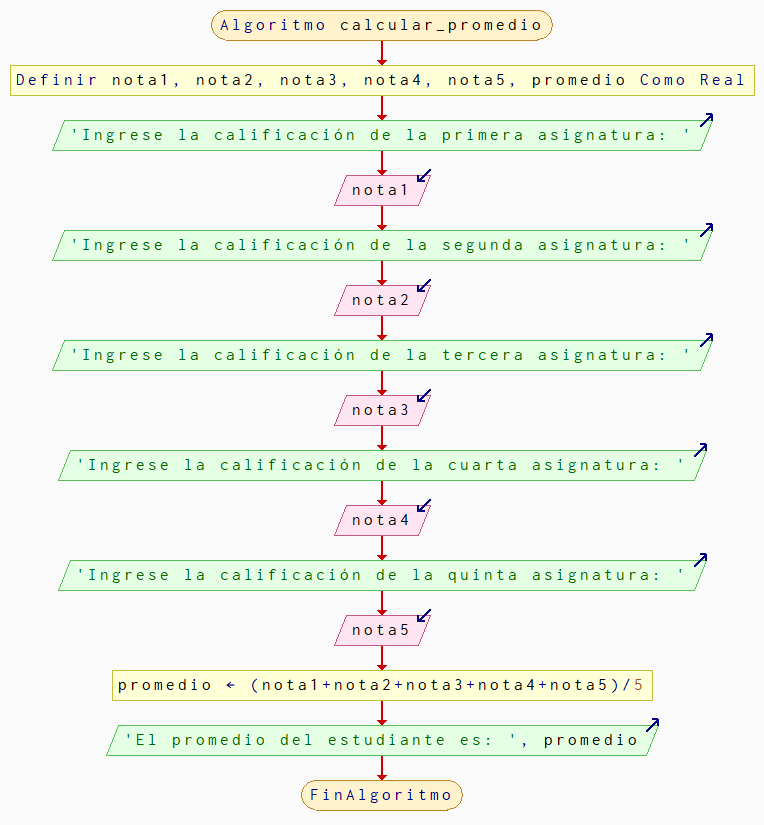 Algoritmo calcular_promedio
Definir nota1, nota2, nota3, nota4, nota5, promedio Como Real
'Ingrese la calificación de la primera asignatura: '
nota1
'Ingrese la calificación de la segunda asignatura: '
nota2
'Ingrese la calificación de la tercera asignatura: '
nota3
'Ingrese la calificación de la cuarta asignatura: '
nota4
'Ingrese la calificación de la quinta asignatura: '
nota5
promedio ← (nota1+nota2+nota3+nota4+nota5)/5
'El promedio del estudiante es: ', promedio
FinAlgoritmo